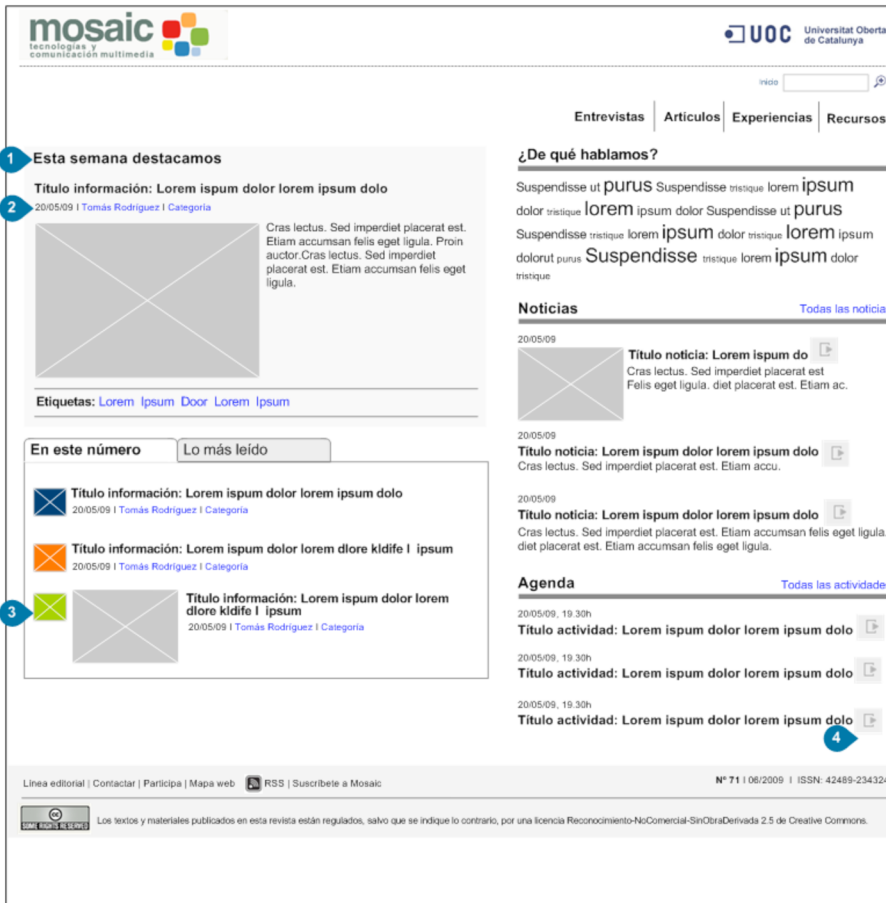 mosaic
tecnologías y
comunicación multimedia
UOC
Universitat Oberta
de Catalunya
Inicio
Entrevistas
Artículos
Experiencias
Recursos
1
Esta semana destacamos
Título información: Lorem ispum dolor lorem ipsum dolo
2
20/05/09 I Tomás Rodríguez I Categoría
Cras lectus. Sed imperdiet placerat est.
Etiam accumsan felis eget ligula. Proin
auctor.Cras lectus. Sed imperdiet
placerat est. Etiam accumsan felis eget
ligula.
Etiquetas: Lorem Ipsum Door Lorem Ipsum
En este número
Lo más leído
Título información: Lorem ispum dolor lorem ipsum dolo
20/05/09 I Tomás Rodríguez I Categoría
Título información: Lorem ispum dolor lorem dlore kldife l ipsum
20/05/09 I Tomás Rodríguez I Categoría
3
Título información: Lorem ispum dolor lorem
dlore kldife l ipsum
20/05/09 I Tomás Rodríguez I Categoría
¿De qué hablamos?
Suspendisse ut purus Suspendisse tristique lorem ipsum
dolor tristique lorem ipsum dolor Suspendisse ut purus
Suspendisse tristique lorem ipsum dolor tristique lorem ipsum
dolorut purus Suspendisse tristique lorem ipsum dolor
tristique
Noticias
Todas las noticia
20/05/09
Título noticia: Lorem ispum do
Cras lectus. Sed imperdiet placerat est
Felis eget ligula. diet placerat est. Etiam ac.
20/05/09
Título noticia: Lorem ispum dolor lorem ipsum dolo
Cras lectus. Sed imperdiet placerat est. Etiam accu.
20/05/09
Título noticia: Lorem ispum dolor lorem ipsum dolo
Cras lectus. Sed imperdiet placerat est. Etiam accumsan felis eget ligula.
diet placerat est. Etiam accumsan felis eget ligula.
Agenda
Todas las actividade
20/05/09, 19.30h
Título actividad: Lorem ispum dolor lorem ipsum dolo
20/05/09, 19.30h
Título actividad: Lorem ispum dolor lorem ipsum dolo
20/05/09, 19.30h
Título actividad: Lorem ispum dolor lorem ipsum dolo
4
Línea editorial | Contactar | Participa | Mapa web
RSS | Suscríbete a Mosaic
Nº 71 I 06/2009 I ISSN: 42489-234324
cc
SOME RIGHTS RESERVED
Los textos y materiales publicados en esta revista están regulados, salvo que se indique lo contrario, por una licencia Reconocimiento-NoComercial-SinObraDerivada 2.5 de Creative Commons.